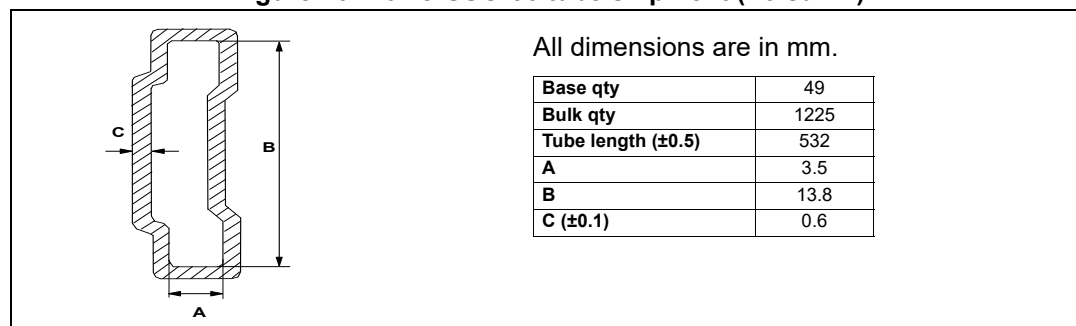 All dimensions are in mm.
Base qty 49
Bulk qty 1225
Tube length (±0.5) 532
A 3.5
B 13.8
C (±0.1) 0.6
C
B
A